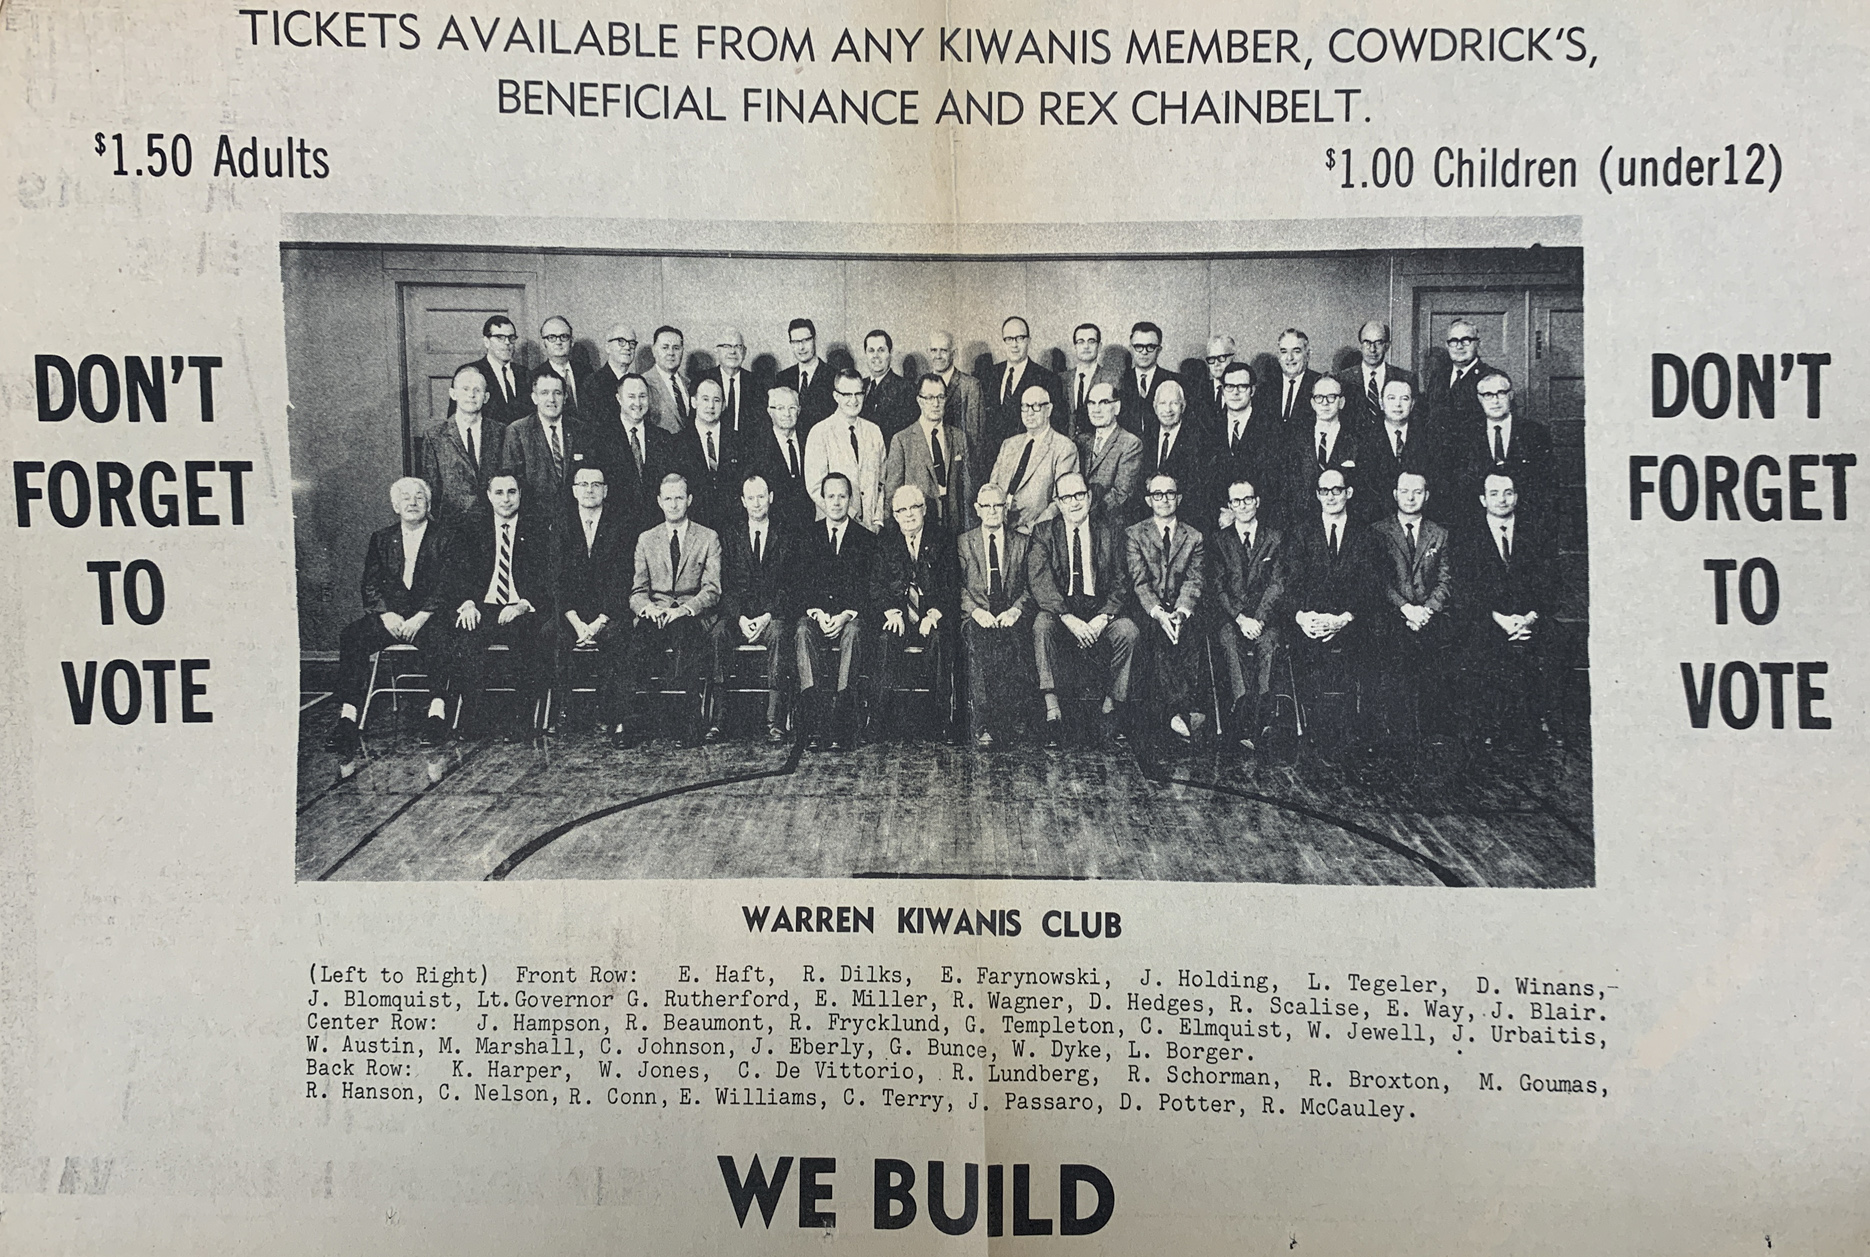 TICKETS AVAILABLE FROM ANY KIWANIS MEMBER, COWDRICK'S,
BENEFICIAL FINANCE AND REX CHAINBELT.
$1.50 Adults
$1.00 Children (under12)
DON'T
FORGET
TO
VOTE
DON'T
FORGET
TO
VOTE
WARREN KIWANIS CLUB
(Left to Right) Front Row: E. Haft, R. Dilks, E. Farynowski, J. Holding, L. Tegeler, D. Winans,-
J. Blomquist, Lt.Governor G. Rutherford, E. Miller, R. Wagner, D. Hedges, R. Scalise, E. Way, J. Blair.
Center Row: J. Hampson, R. Beaumont, R. Frycklund, G. Templeton, C. Elmquist, W. Jewell, J. Urbaitis,
W. Austin, M. Marshall, C. Johnson, J. Eberly, G. Bunce, W. Dyke, L. Borger.
Back Row: K. Harper, W. Jones, C. De Vittorio, R. Lundberg, R. Schorman, R. Broxton, M. Goumas,
R. Hanson, C. Nelson, R. Conn, E. Williams, C. Terry, J. Passaro, D. Potter, R. McCauley.
WE BUILD